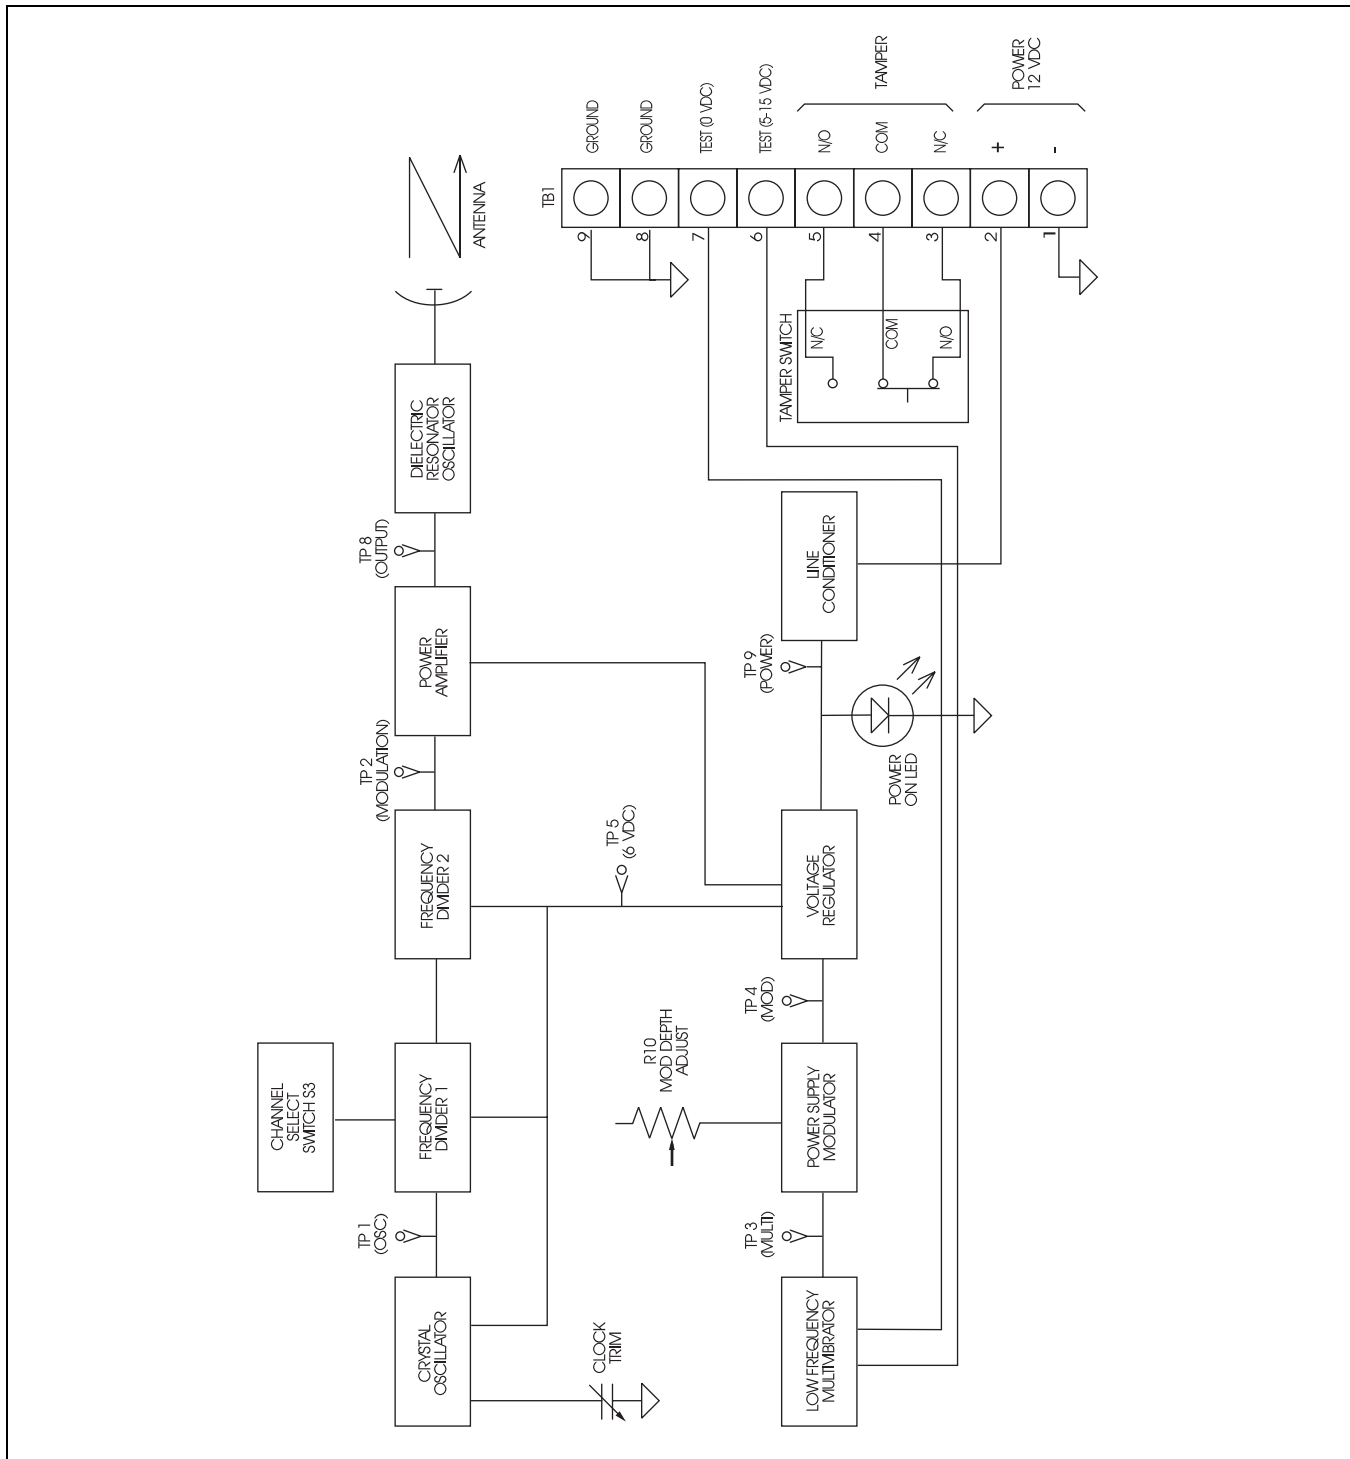 CHANNEL
SELECT
SWITCH S3
CRYSTAL
OSCILLATOR
TP 1
(OSC)
FREQUENCY
DIVIDER 1
FREQUENCY
DIVIDER 2
TP 2
(MODULATION)
POWER
AMPLIFIER
TP 8
(OUTPUT)
DIELECTRIC
RESONATOR
OSCILLATOR
ANTENNA
CLOCK
TRIM
R10
MOD DEPTH
ADJUST
TP 5
(6 VDC)
LOW FREQUENCY
MULTIMIBRATOR
TP 3
(MULTI)
POWER SUPPLY
MODULATOR
TP 4
(MOD)
VOLTAGE
REGULATOR
POWER
ON LED
TP 9
(POWER)
LINE
CONDITIONER
TAMPER SWITCH
N/C
COM
N/O
TB1
9
GROUND
8
GROUND
7
TEST (0 VDC)
6
TEST (5-15 VDC)
5
N/O
4
COM
3
N/C
TAMPER
2
+
1
-
POWER
12 VDC